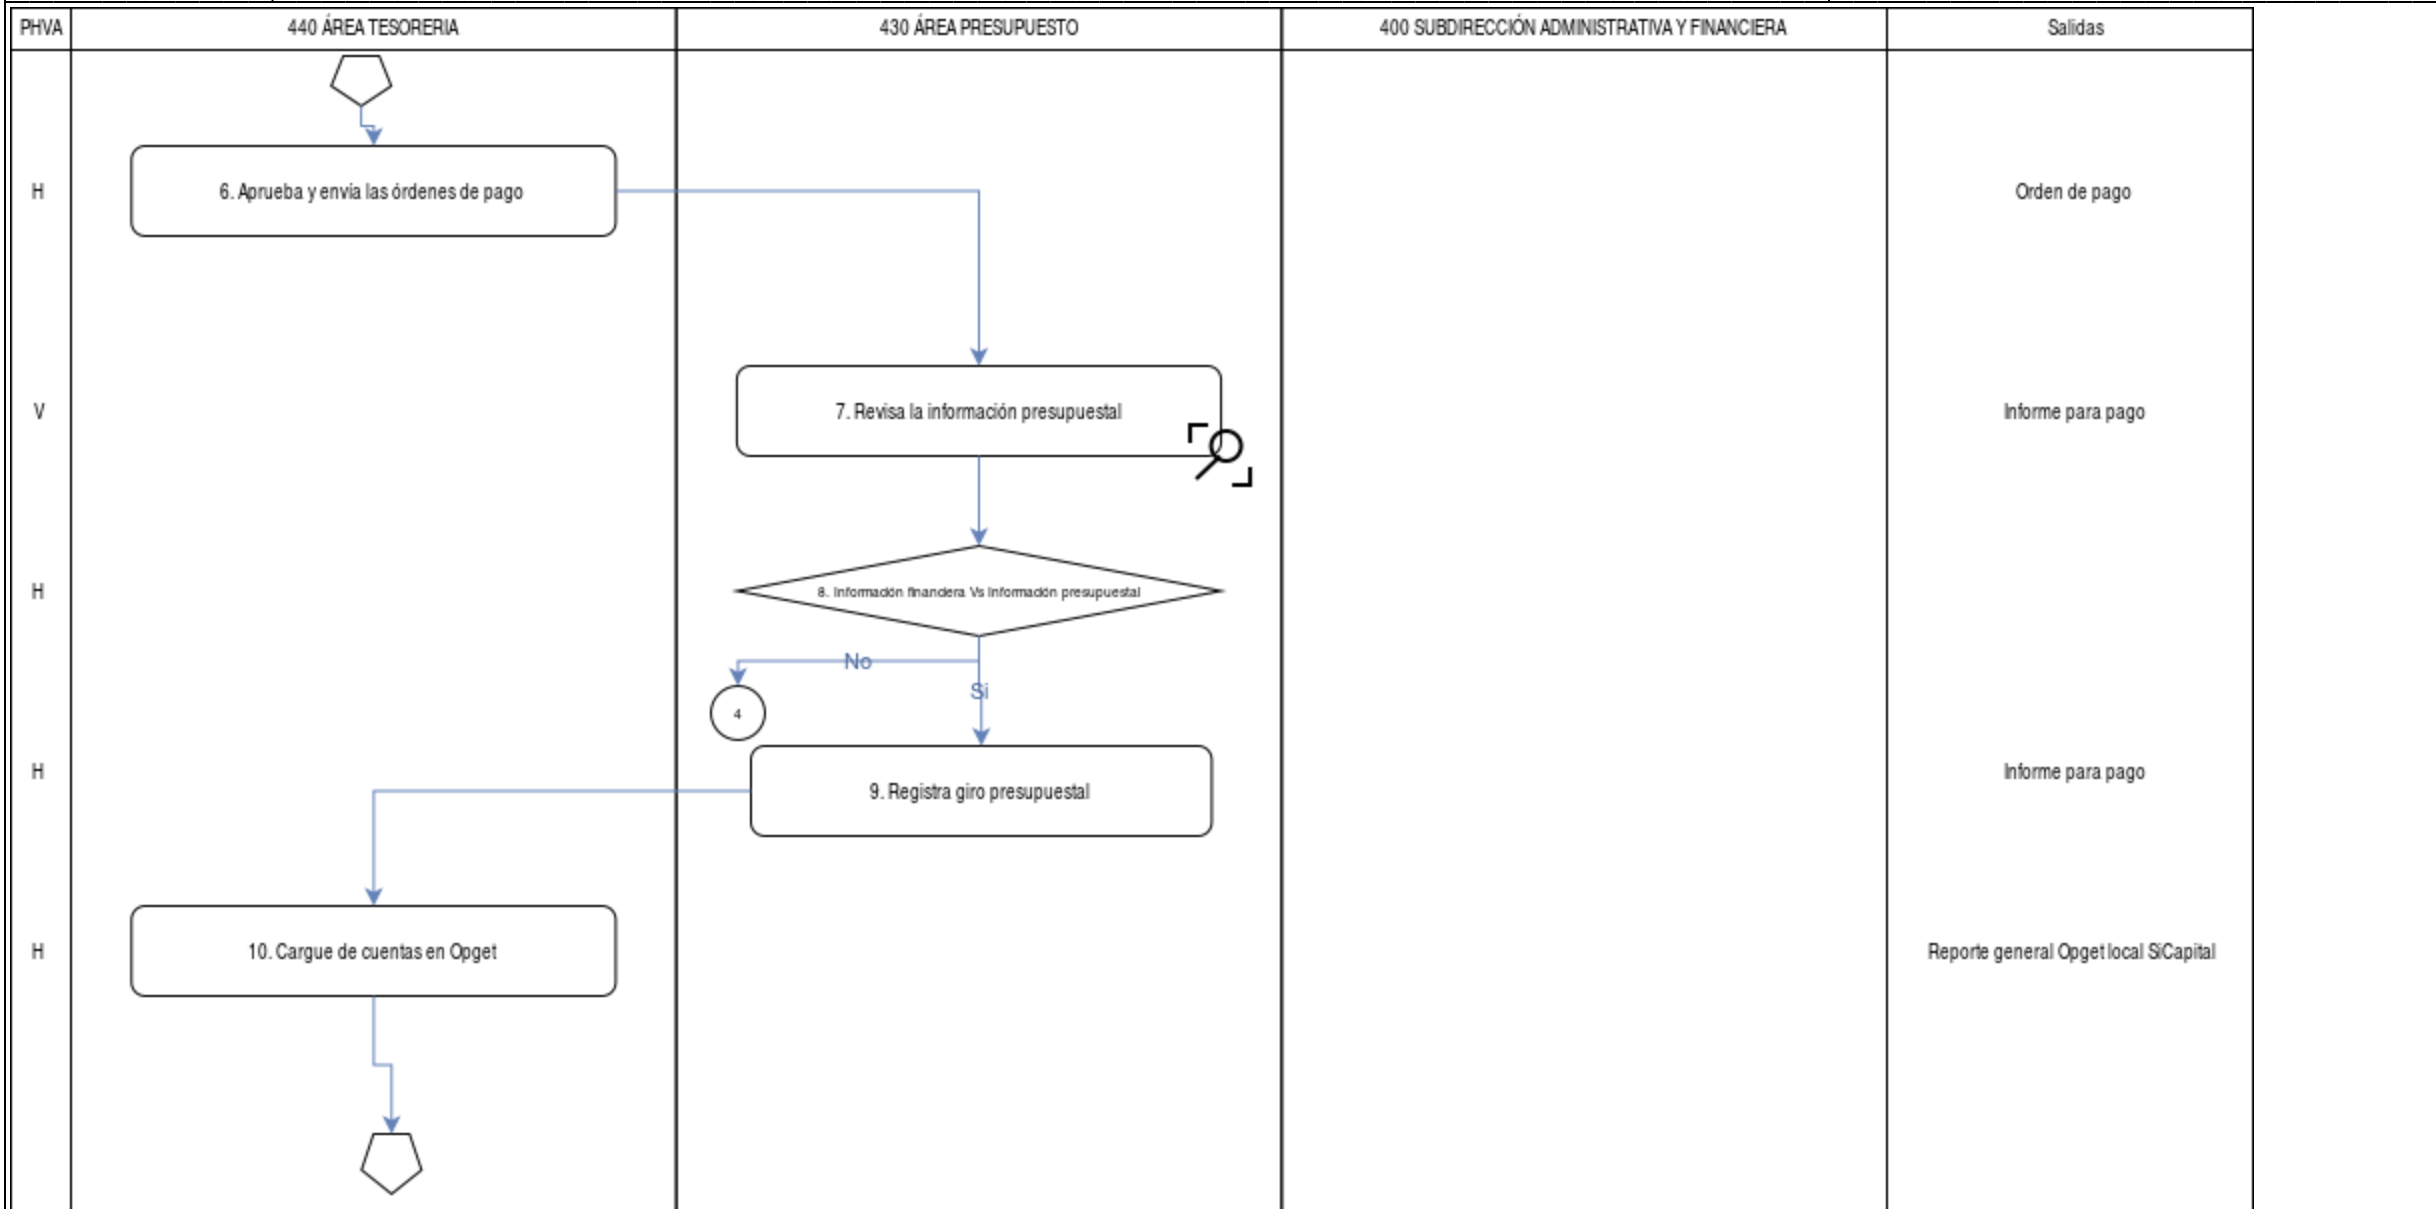 PHVA
440 ÁREA TESORERIA
430 ÁREA PRESUPUESTO
400 SUBDIRECCIÓN ADMINISTRATIVA Y FINANCIERA
Salidas
H
6. Aprueba y envía las órdenes de pago
Orden de pago
V
7. Revisa la información presupuestal
Informe para pago
H
8. Información financiera Vs Información presupuestal
No
Si
4
H
9. Registra giro presupuestal
Informe para pago
H
10. Cargue de cuentas en Opget
Reporte general Opget local SiCapital